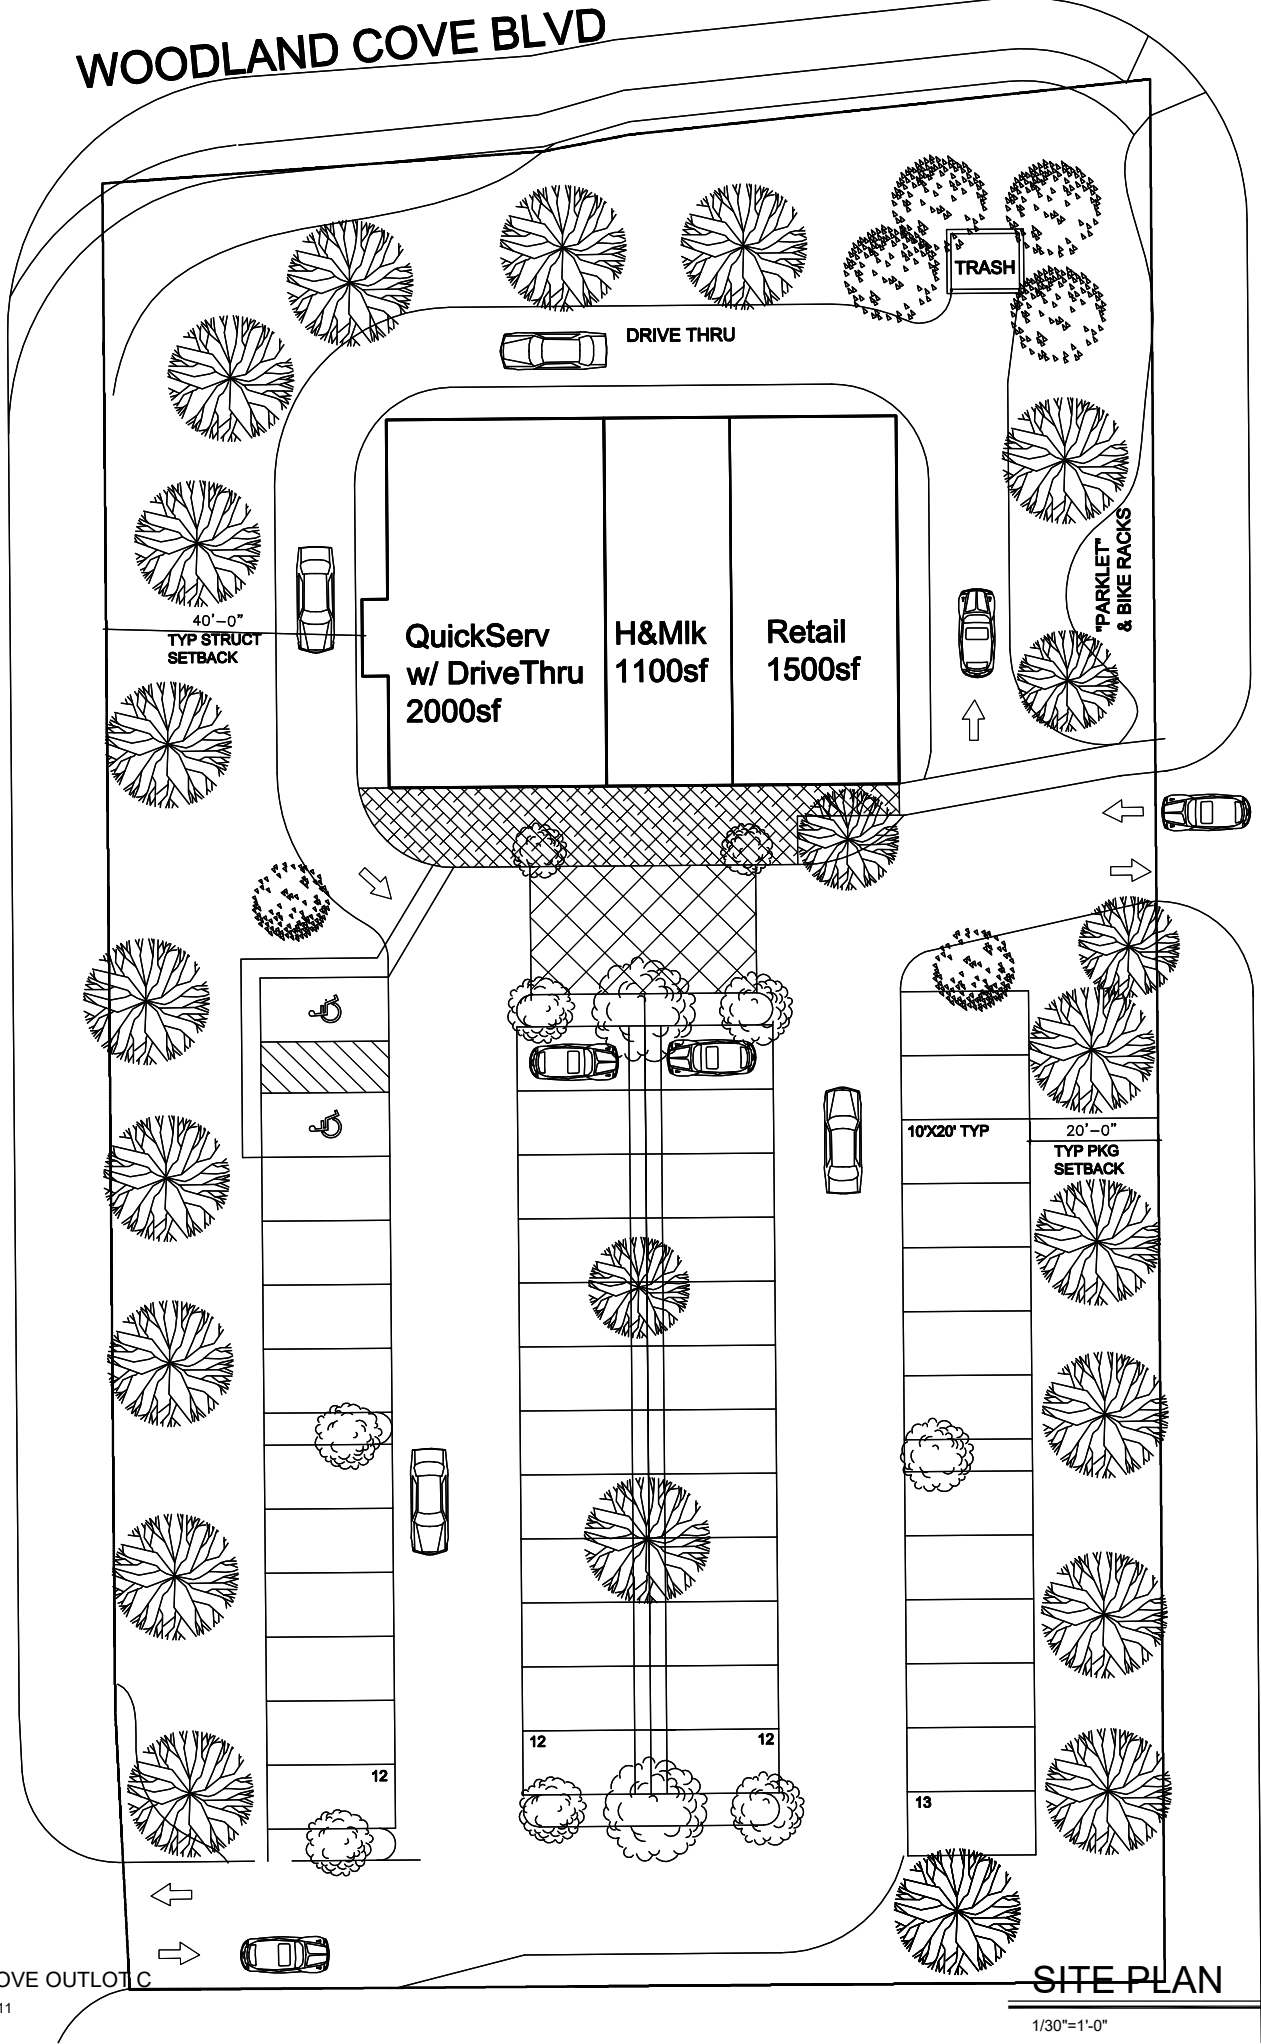 WOODLAND COVE BLVD
TRASH
DRIVE THRU
"PARKLET"
& BIKE RACKS
40'-0"
TYP STRUCT
SETBACK
QuickServ
w/ DriveThru
2000sf
H&Mlk
1100sf
Retail
1500sf
10'X20' TYP
20'-0"
TYP PKG
SETBACK
12
12
12
13
OVE OUTLOT C
11
SITE PLAN
1/30"=1'-0"